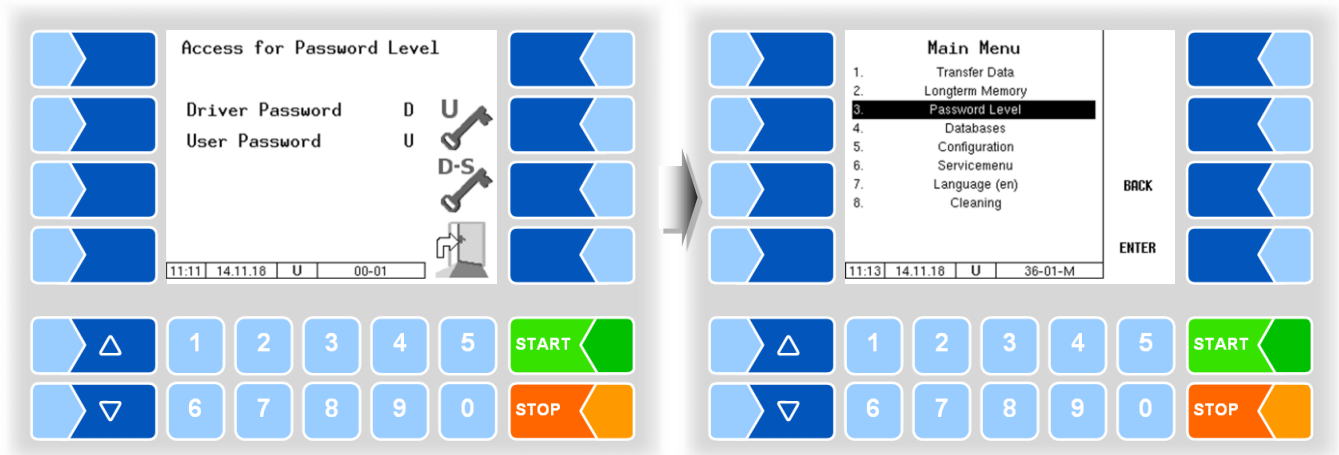 Access for Password Level
Driver Password D
User Password U
U
D-S
11:11 14.11.18 U 00-01
1 2 3 4 5 START
6 7 8 9 0 STOP
Main Menu
1. Transfer Data
2. Longterm Memory
3. Password Level
4. Databases
5. Configuration
6. Servicemenu
7. Language (en)
8. Cleaning
BACK
ENTER
11:13 14.11.18 U 36-01-M
1 2 3 4 5 START
6 7 8 9 0 STOP